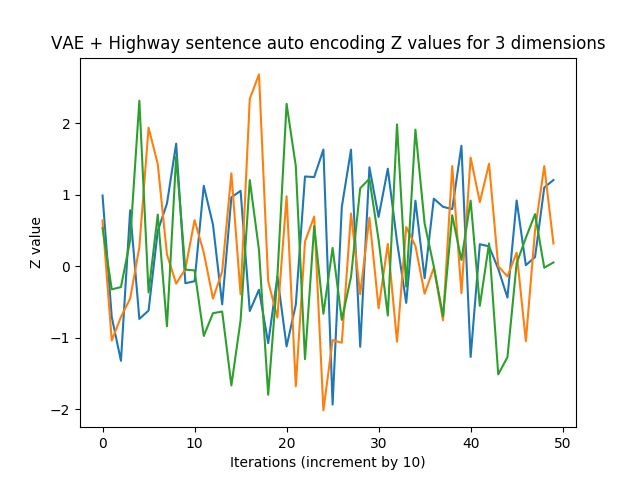 VAE + Highway sentence auto encoding Z values for 3 dimensions
Z value
2
1
0
−1
−2
0 10 20 30 40 50
Iterations (increment by 10)